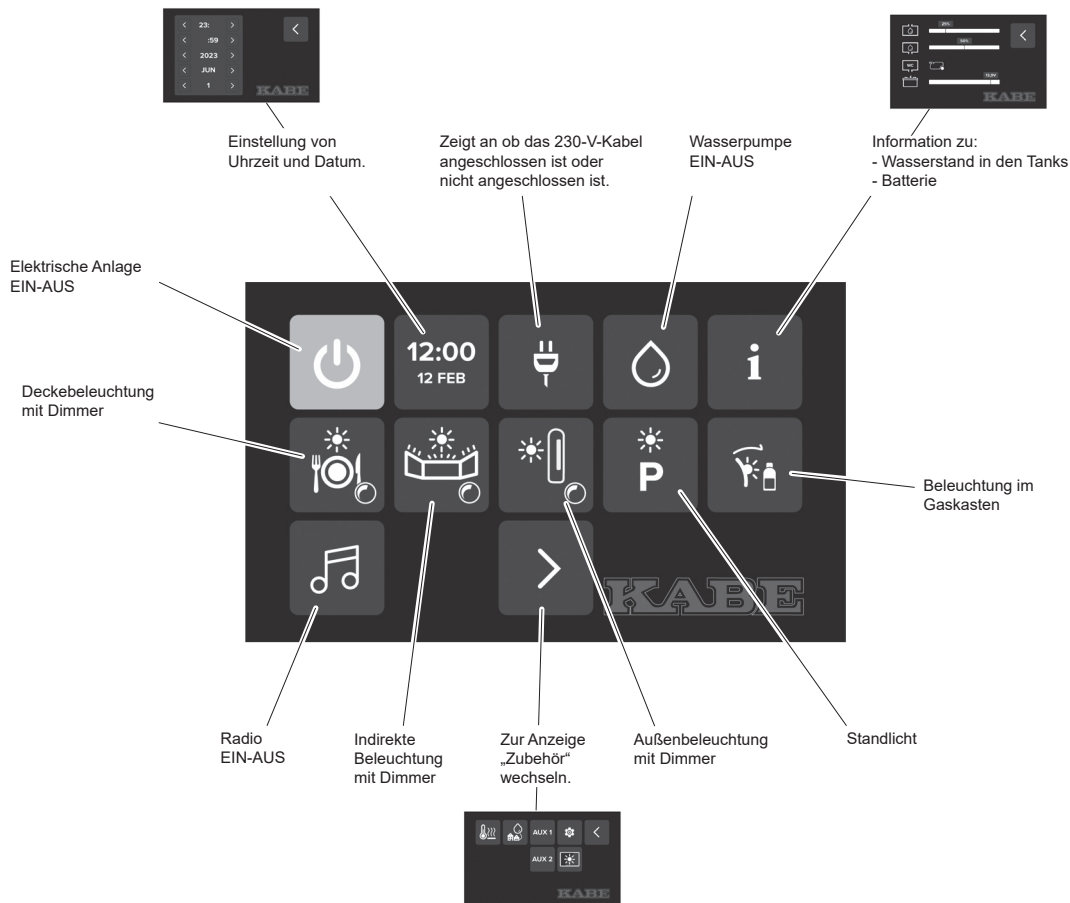 23:
:59
2023
JUN
1
KABE
25%
50%
WC
13,9V
KABE
Einstellung von
Uhrzeit und Datum.
Zeigt an ob das 230-V-Kabel
angeschlossen ist oder
nicht angeschlossen ist.
Wasserpumpe
EIN-AUS
Information zu:
- Wasserstand in den Tanks
- Batterie
Elektrische Anlage
EIN-AUS
Deckebeleuchtung
mit Dimmer
12:00
12 FEB
i
P
KABE
Beleuchtung im
Gaskasten
Radio
EIN-AUS
Indirekte
Beleuchtung
mit Dimmer
Zur Anzeige
„Zubehör“
wechseln.
Außenbeleuchtung
mit Dimmer
Standlicht
AUX 1
AUX 2
KABE